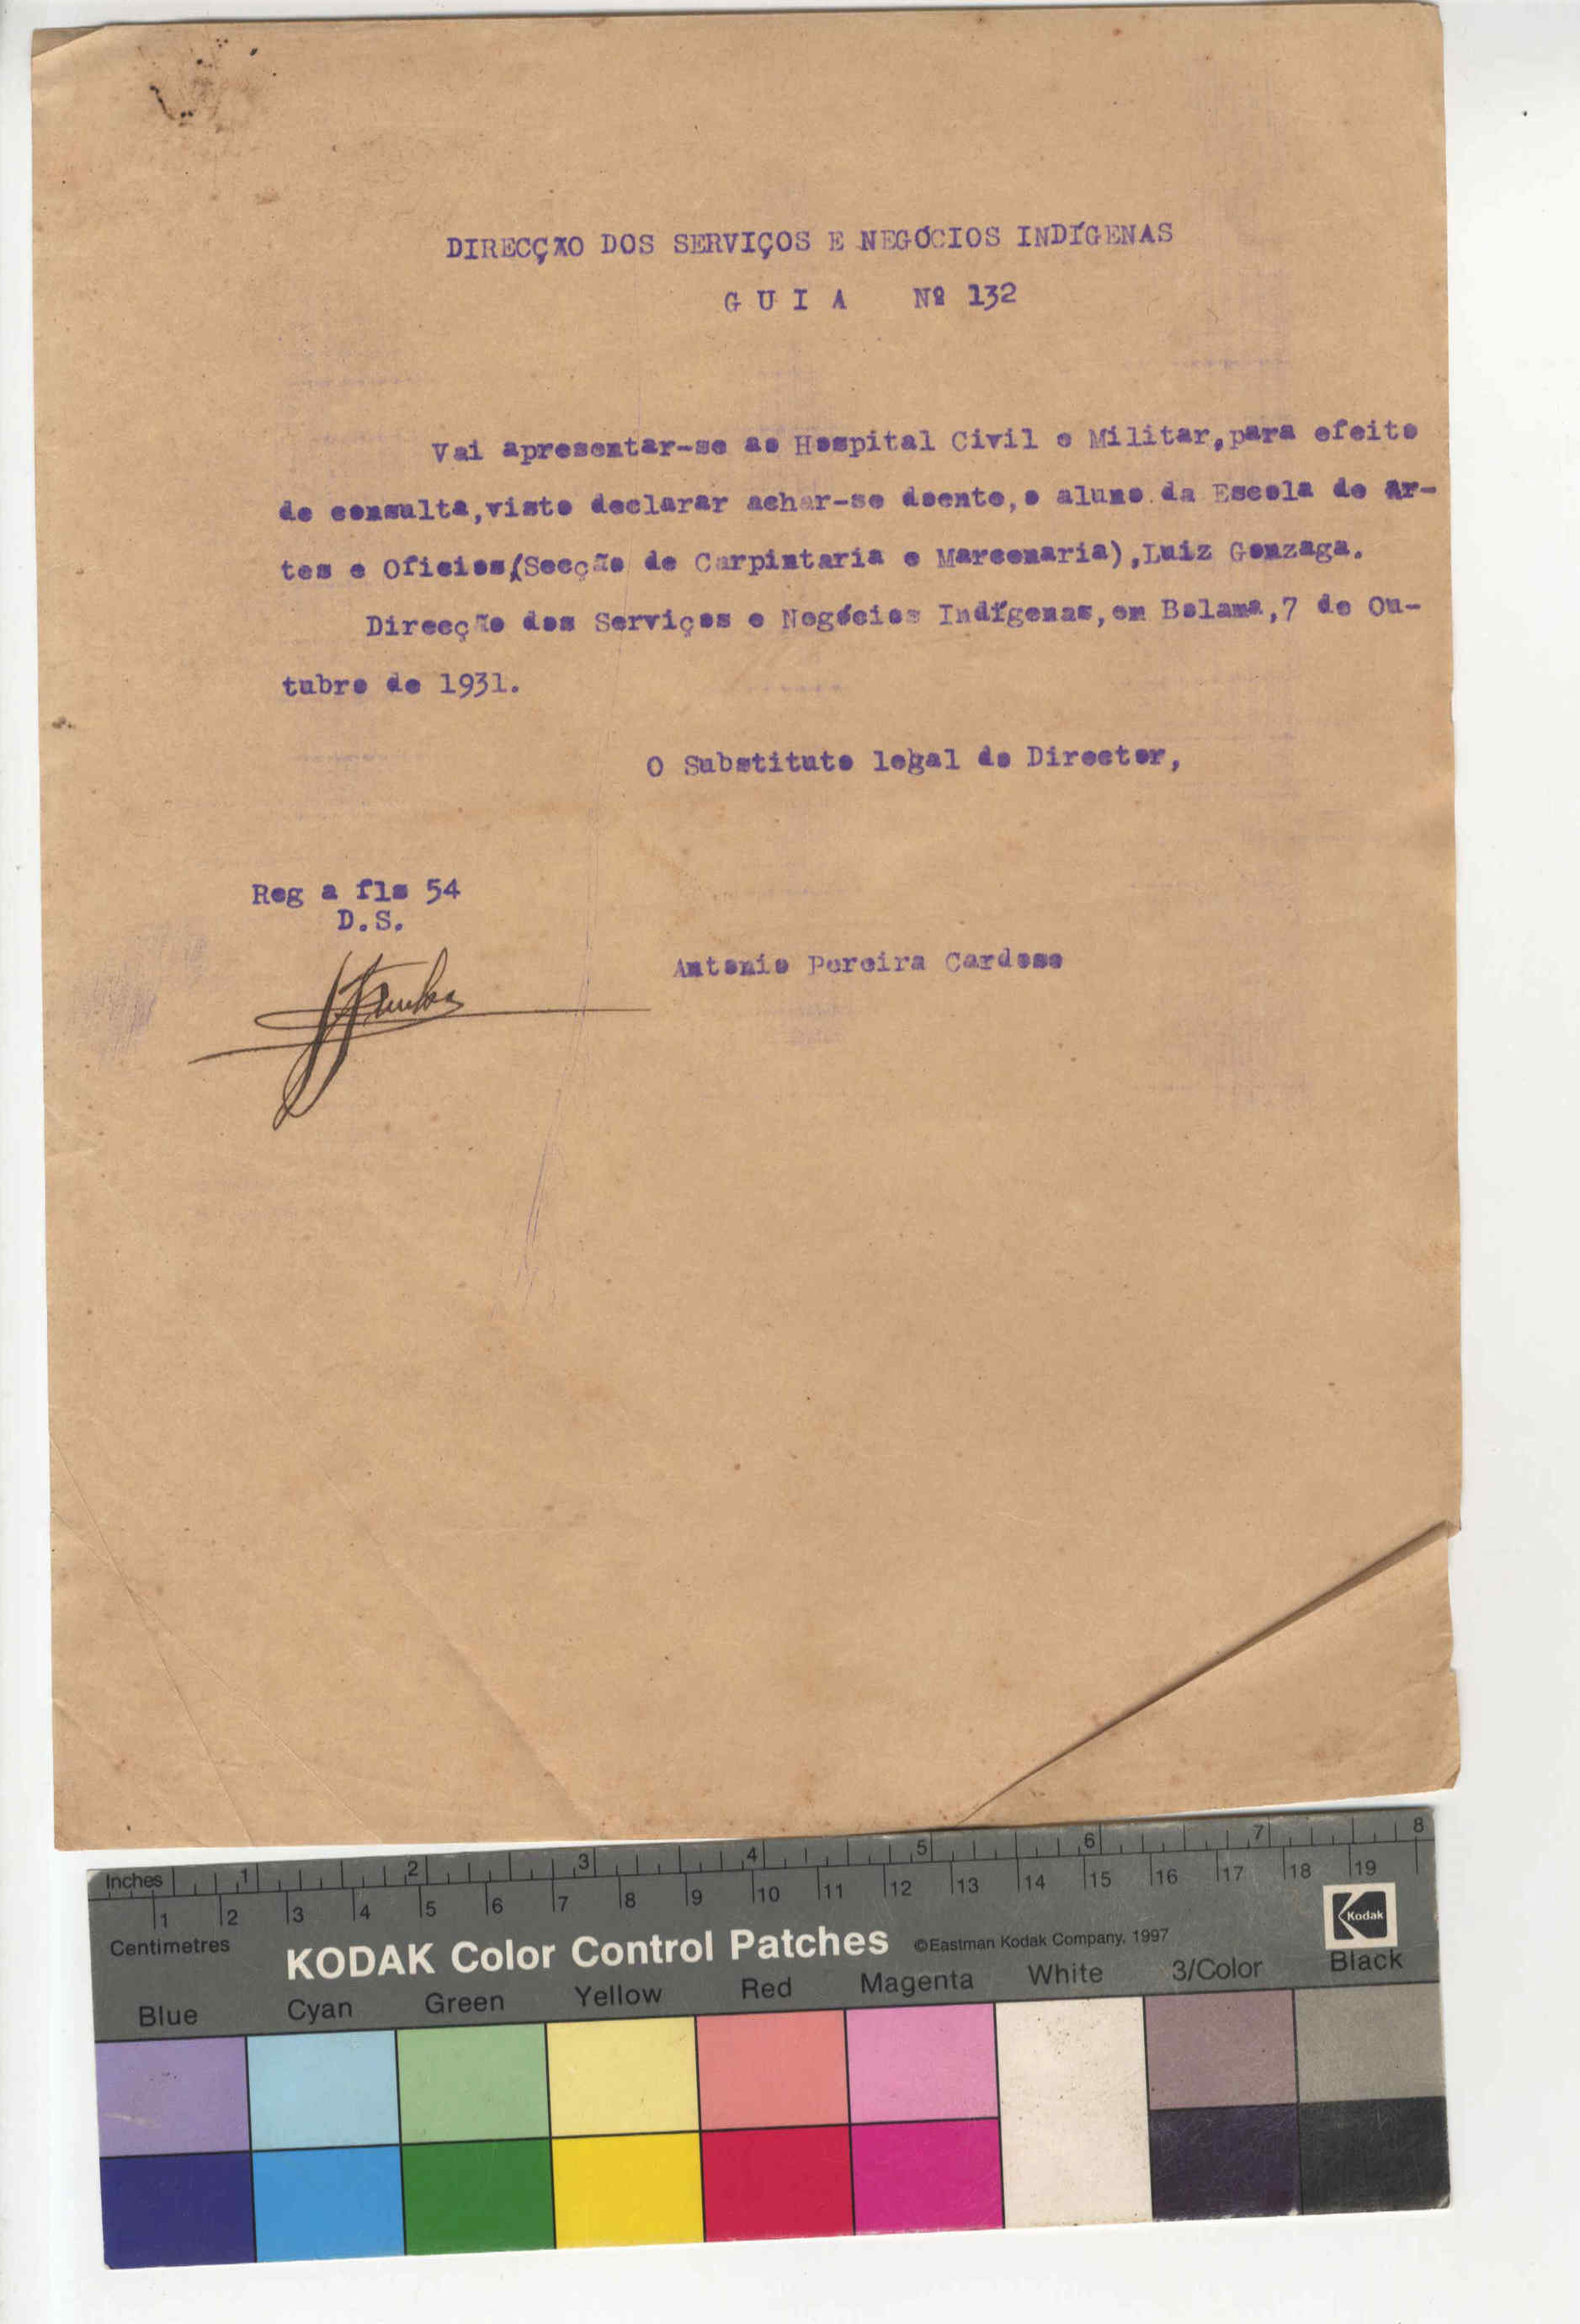 DIRECÇÃO DOS SERVIÇOS E NEGÓCIOS INDÍGENAS
G U I A Nº 132
Vai apresentar-se ao Hospital Civil e Militar,para efeito
de consulta,visto declarar achar-se doente,o aluno da Escola de Ar-
tes e Oficios(Secção de Carpintaria e Marcenaria),Luiz Gonzaga.
Direcção dos Serviços e Negócios Indígenas,em Bolama,7 de Ou-
tubro de 1931.
O Substituto legal do Director,
Reg a fls 54
D.S.
Antonio Pereira Cardoso
Inches 1 2 3 4 5 6 7 8
1 2 3 4 5 6 7 8 9 10 11 12 13 14 15 16 17 18 19
Centimetres
KODAK Color Control Patches ©Eastman Kodak Company, 1997 Kodak
Blue Cyan Green Yellow Red Magenta White 3/Color Black